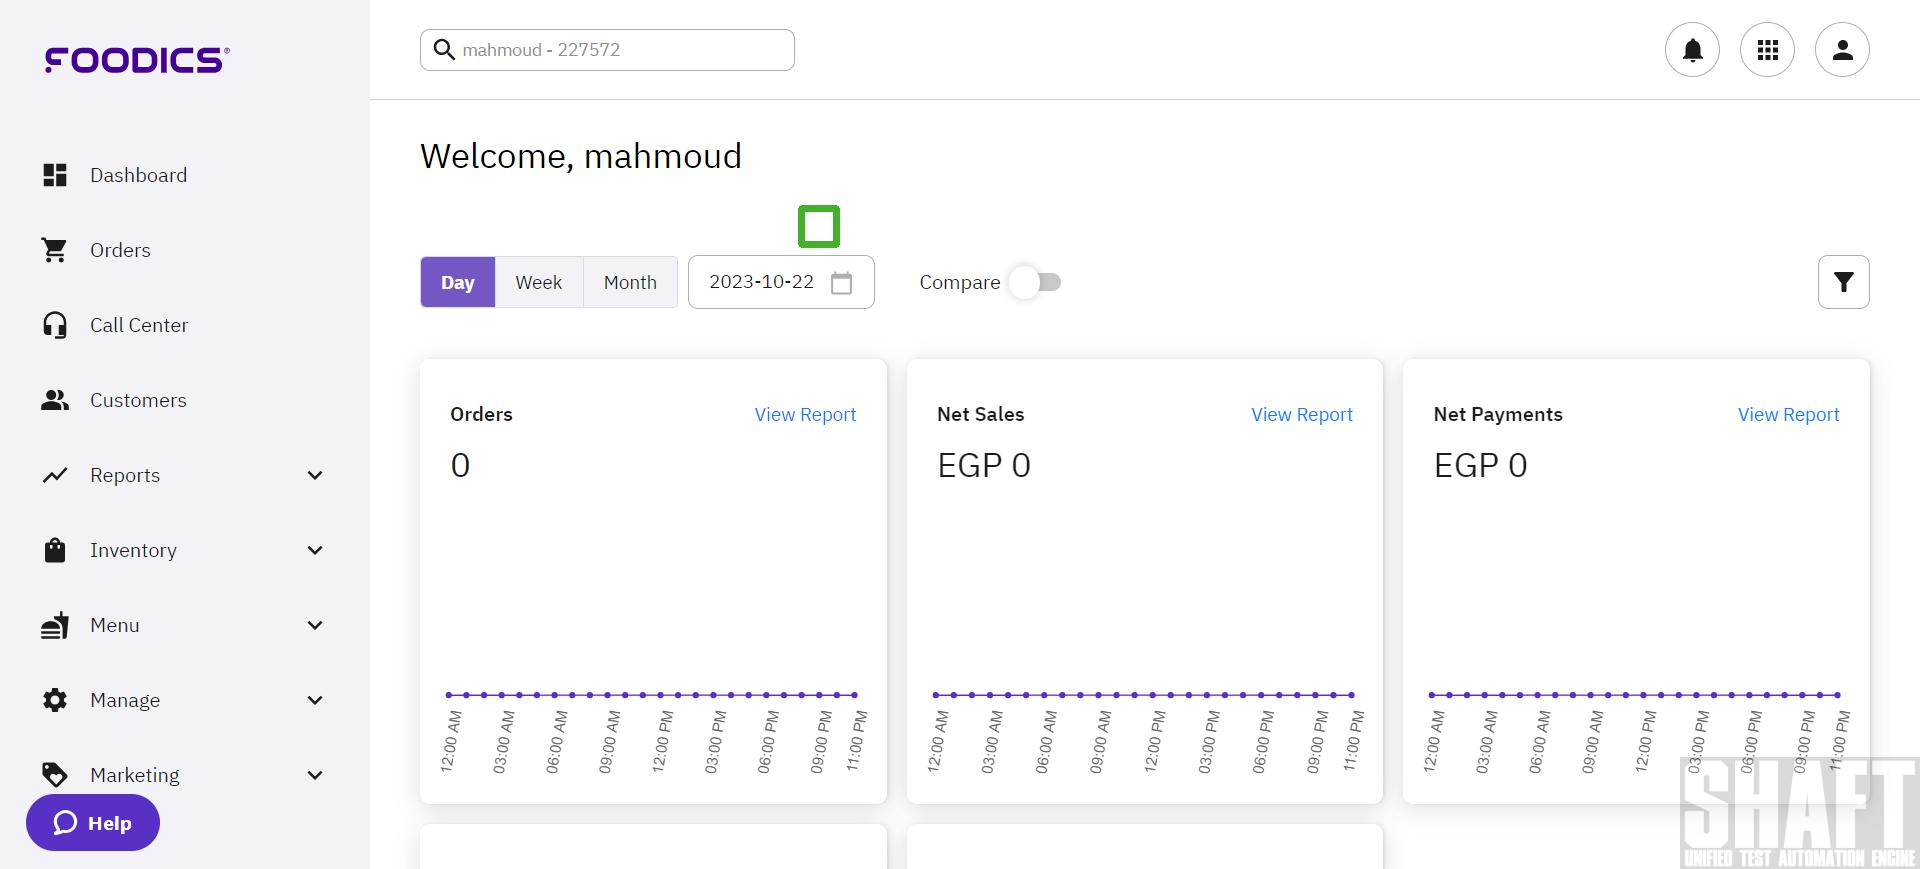 FOODICS®
mahmoud - 227572
Dashboard
Orders
Call Center
Customers
Reports
Inventory
Menu
Manage
Marketing
Help
Welcome, mahmoud
Day Week Month 2023-10-22 Compare
Orders View Report
0
12:00 AM 03:00 AM 06:00 AM 09:00 AM 12:00 PM 03:00 PM 06:00 PM 09:00 PM 11:00 PM
Net Sales View Report
EGP 0
12:00 AM 03:00 AM 06:00 AM 09:00 AM 12:00 PM 03:00 PM 06:00 PM 09:00 PM 11:00 PM
Net Payments View Report
EGP 0
12:00 AM 03:00 AM 06:00 AM 09:00 AM 12:00 PM 03:00 PM 06:00 PM 09:00 PM 11:00 PM
SHAFT
UNIFIED TEST AUTOMATION ENGINE